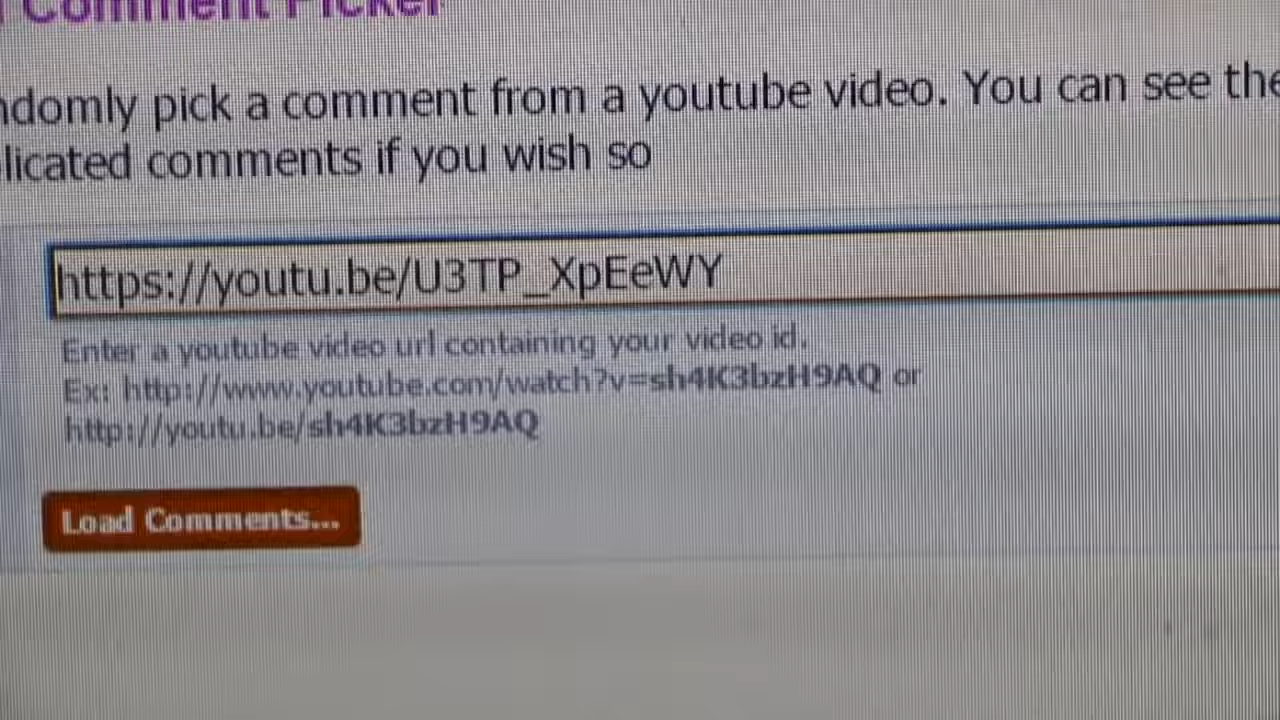 Comment Picker
ndomly pick a comment from a youtube video. You can see the
licated comments if you wish so
https://youtu.be/U3TP_XpEeWY
Enter a youtube video url containing your video id.
Ex: http://www.youtube.com/watch?v=sh4K3bzH9AQ or
http://youtu.be/sh4K3bzH9AQ
Load Comments...